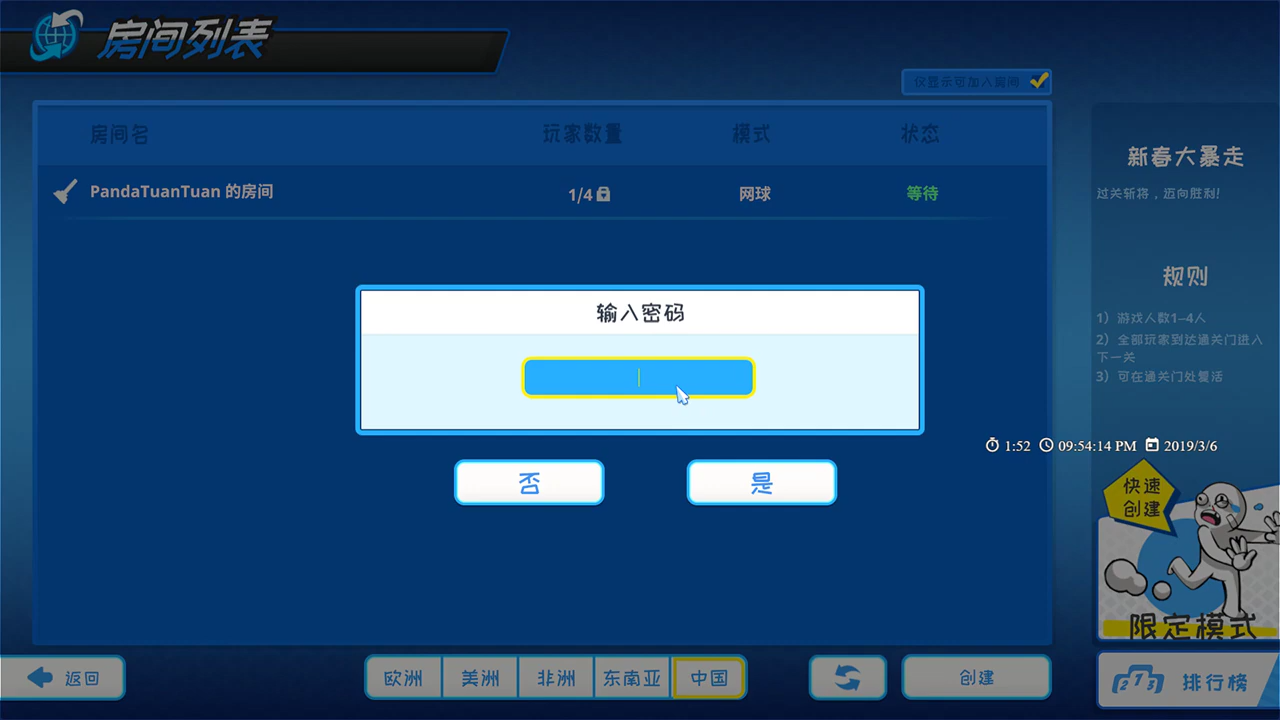 房间列表
仅显示可加入房间
房间名 玩家数量 模式 状态
PandaTuanTuan 的房间 1/4 网球 等待
新春大暴走
过关斩将，迈向胜利!
规则
1）游戏人数1-4人
2）全部玩家到达通关门进入
下一关
3）可在通关门处复活
输入密码
否 是
1:52 09:54:14 PM 2019/3/6
快速
创建
限定模式
返回 欧洲 美洲 非洲 东南亚 中国 创建
1 2 3 排行榜